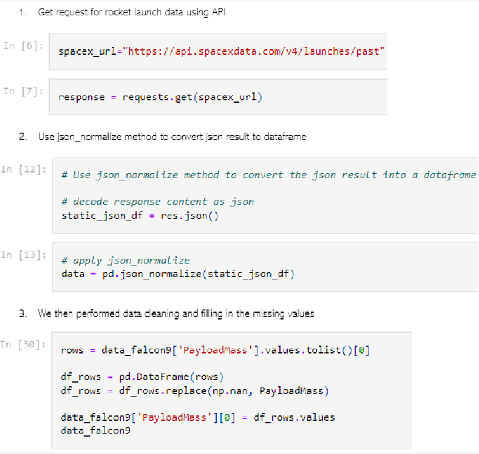 1. Get request for rocket launch data using API
In [6]: spacex_url="https://api.spacexdata.com/v4/launches/past"
In [7]: response = requests.get(spacex_url)
2. Use json_normalize method to convert json result to dataframe
In [12]: # Use json_normalize method to convert the json result into a dataframe
# decode response content as json
static_json_df = res.json()
In [13]: # apply json_normalize
data = pd.json_normalize(static_json_df)
3. We then performed data cleaning and filling in the missing values
In [30]: rows = data_falcon9['PayloadMass'].values.tolist()[0]
df_rows = pd.DataFrame(rows)
df_rows = df_rows.replace(np.nan, PayloadMass)
data_falcon9['PayloadMass'][0] = df_rows.values
data_falcon9